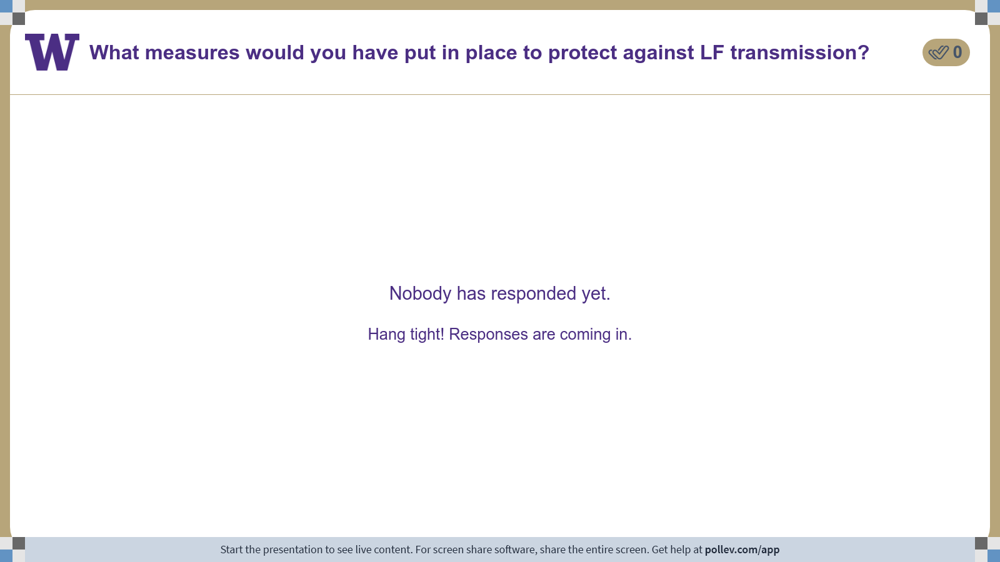 W
What measures would you have put in place to protect against LF transmission?
0
Nobody has responded yet.
Hang tight! Responses are coming in.
Start the presentation to see live content. For screen share software, share the entire screen. Get help at pollev.com/app